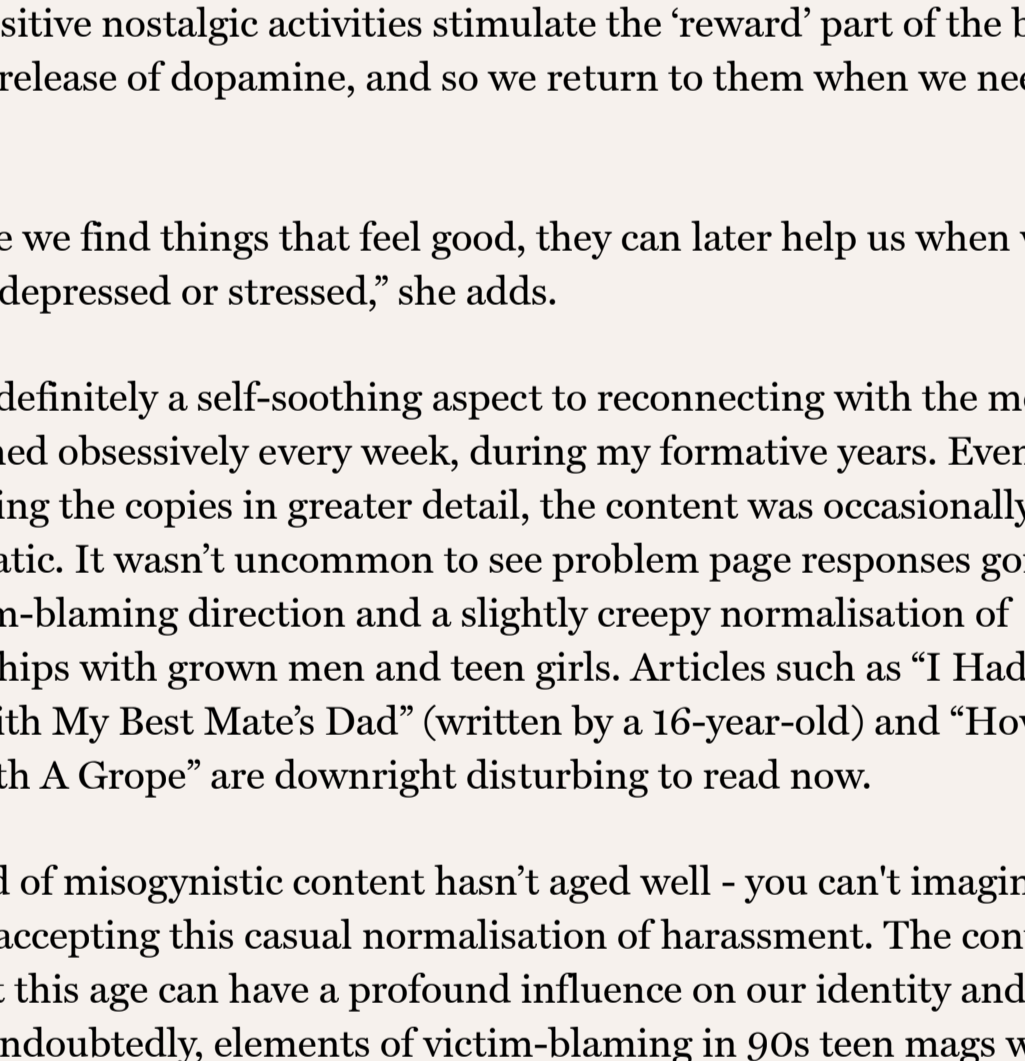 sitive nostalgic activities stimulate the ‘reward’ part of the b
release of dopamine, and so we return to them when we nee
e we find things that feel good, they can later help us when v
depressed or stressed,” she adds.
definitely a self-soothing aspect to reconnecting with the m
ned obsessively every week, during my formative years. Even
ing the copies in greater detail, the content was occasionally
atic. It wasn’t uncommon to see problem page responses goi
n-blaming direction and a slightly creepy normalisation of
hips with grown men and teen girls. Articles such as “I Had
ith My Best Mate’s Dad” (written by a 16-year-old) and “Hov
th A Grope” are downright disturbing to read now.
d of misogynistic content hasn’t aged well - you can't imagin
accepting this casual normalisation of harassment. The con
t this age can have a profound influence on our identity and
ndoubtedly, elements of victim-blaming in 90s teen mags w